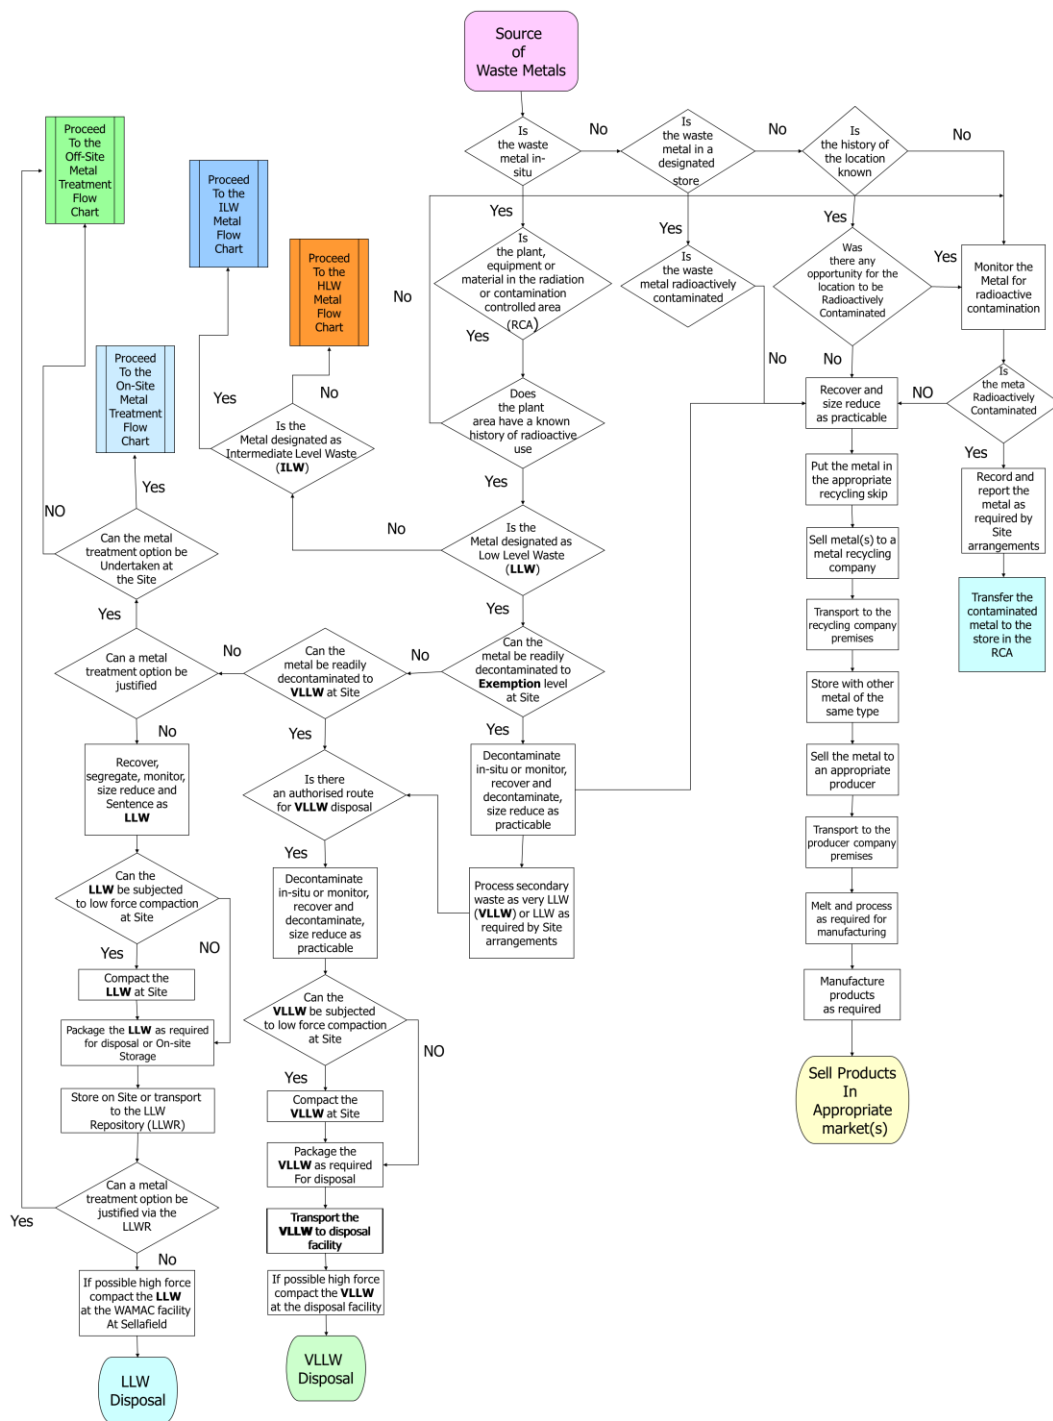 Source
of
Waste Metals
Is
the waste
metal in-
situ
No
Is
the waste
metal in a
designated
store
No
Is
the history of
the location
known
No
Proceed
To the
Off-Site
Metal
Treatment
Flow
Chart
Proceed
To the
ILW
Metal
Flow
Chart
Proceed
To the
HLW
Metal
Flow
Chart
Yes
Yes
Yes
Is
the plant,
equipment or
material in the radiation
or contamination
controlled area
(RCA)
Is
the waste
metal radioactively
contaminated
Was
there any
opportunity for the
location to be
Radioactively
Contaminated
Yes
Monitor the
Metal for
radioactive
contamination
No
Yes
No
No
Proceed
To the
On-Site
Metal
Treatment
Flow
Chart
Yes
No
Is the
Metal designated as
Intermediate Level Waste
(ILW)
Does
the plant
area have a known
history of radioactive
use
Recover and
size reduce
as practicable
NO
Is
the meta
Radioactively
Contaminated
Yes
Yes
Put the metal in
the appropriate
recycling skip
Yes
Record and
report the
metal as
required by
Site
arrangements
NO
Can the metal
treatment option be
Undertaken at
the Site
No
Is the
Metal designated as
Low Level Waste
(LLW)
Sell metal(s) to a
metal recycling
company
Yes
Yes
Transport to the
recycling company
premises
Transfer the
contaminated
metal to the
store in the
RCA
Can a metal
treatment option be
justified
No
Can the
metal be readily
decontaminated to
VLLW at Site
No
Can the
metal be readily
decontaminated to
Exemption level
at Site
Store with other
metal of the
same type
No
Yes
Yes
Recover,
segregate, monitor,
size reduce and
Sentence as
LLW
Is there
an authorised route
for VLLW disposal
Decontaminate
in-situ or monitor,
recover and
decontaminate,
size reduce as
practicable
Sell the metal to
an appropriate
producer
Yes
Transport to the
producer company
premises
Can the
LLW be subjected
to low force compaction
at Site
Decontaminate
in-situ or monitor,
recover and
decontaminate,
size reduce as
practicable
Process secondary
waste as very LLW
(VLLW) or LLW as
required by Site
arrangements
Melt and process
as required for
manufacturing
Yes
NO
Compact the
LLW at Site
Can the
VLLW be subjected
to low force compaction
at Site
Manufacture
products
as required
Package the LLW as required
for disposal or On-site
Storage
NO
Yes
Sell Products
In
Appropriate
market(s)
Store on Site or transport
to the LLW
Repository (LLWR)
Compact the
VLLW at Site
Package the
VLLW as required
For disposal
Can a metal
treatment option be
justified via the
LLWR
Yes
Transport the
VLLW to disposal
facility
No
If possible high force
compact the LLW
at the WAMAC facility
At Sellafield
If possible high force
compact the VLLW
at the disposal facility
LLW
Disposal
VLLW
Disposal